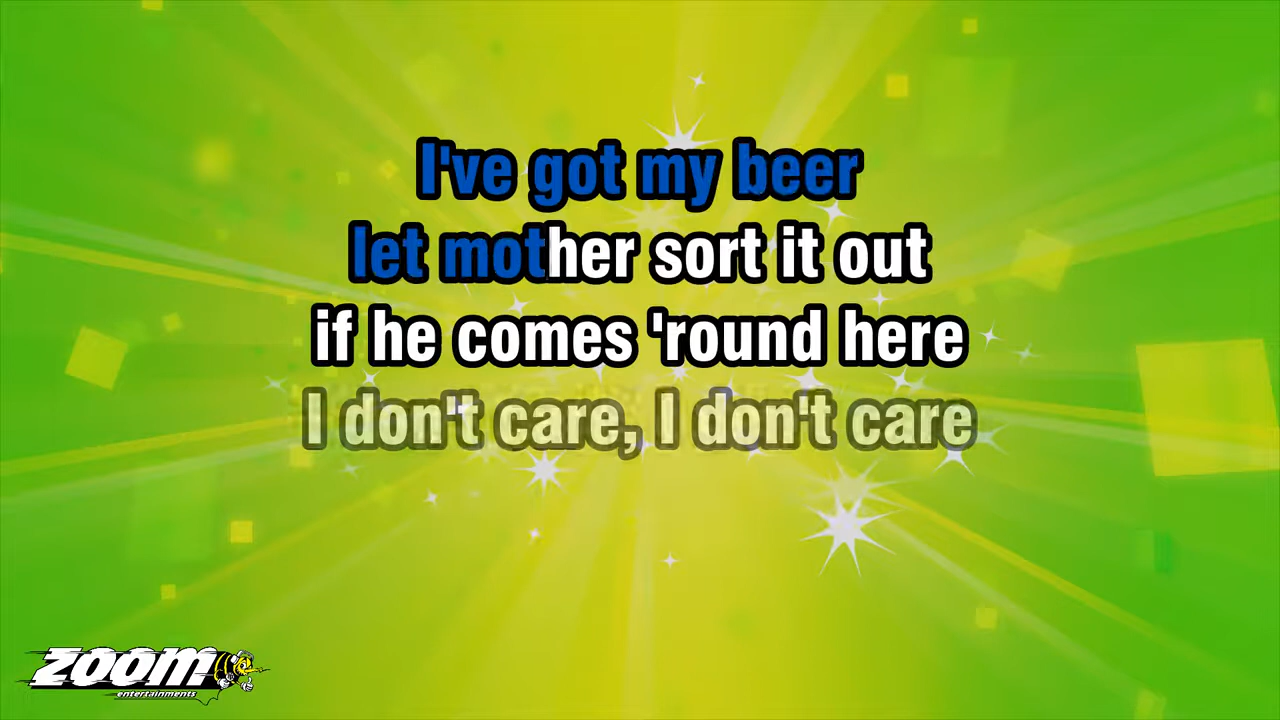 I've got my beer
let mother sort it out
if he comes 'round here
I don't care, I don't care
ZOOM
entertainments